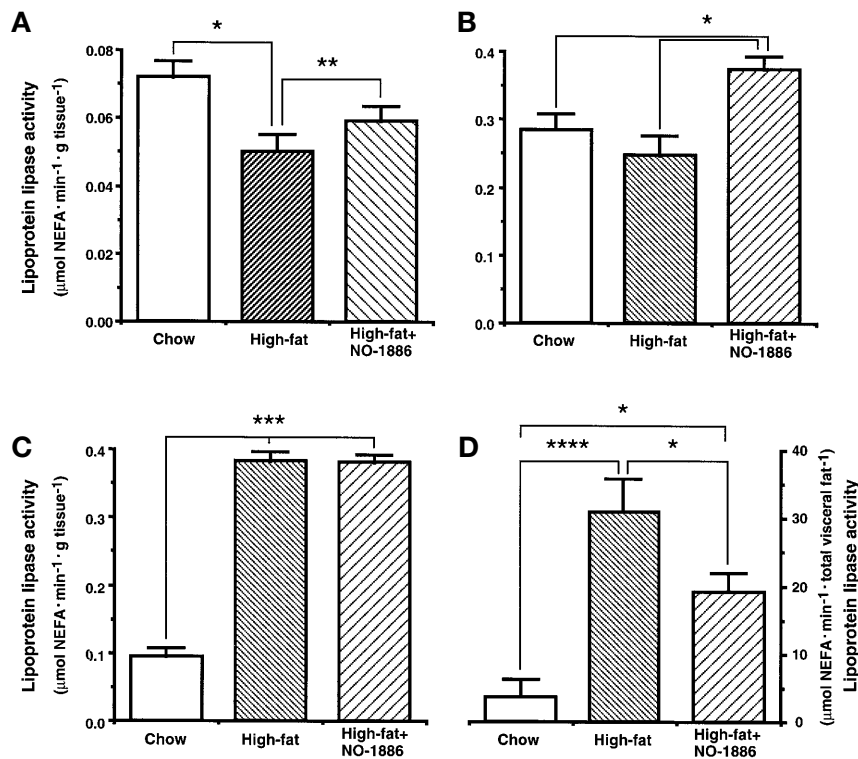 A
*
**
Lipoprotein lipase activity
(µmol NEFA · min⁻¹ · g tissue⁻¹)
0.08
0.06
0.04
0.02
0.00
Chow
High-fat
High-fat+
NO-1886
B
*
0.4
0.3
0.2
0.1
0.0
Chow
High-fat
High-fat+
NO-1886
C
***
Lipoprotein lipase activity
(µmol NEFA · min⁻¹ · g tissue⁻¹)
0.4
0.3
0.2
0.1
0.0
Chow
High-fat
High-fat+
NO-1886
D
*
****
*
40
30
20
10
0
(µmol NEFA · min⁻¹ · total visceral fat⁻¹)
Lipoprotein lipase activity
Chow
High-fat
High-fat+
NO-1886